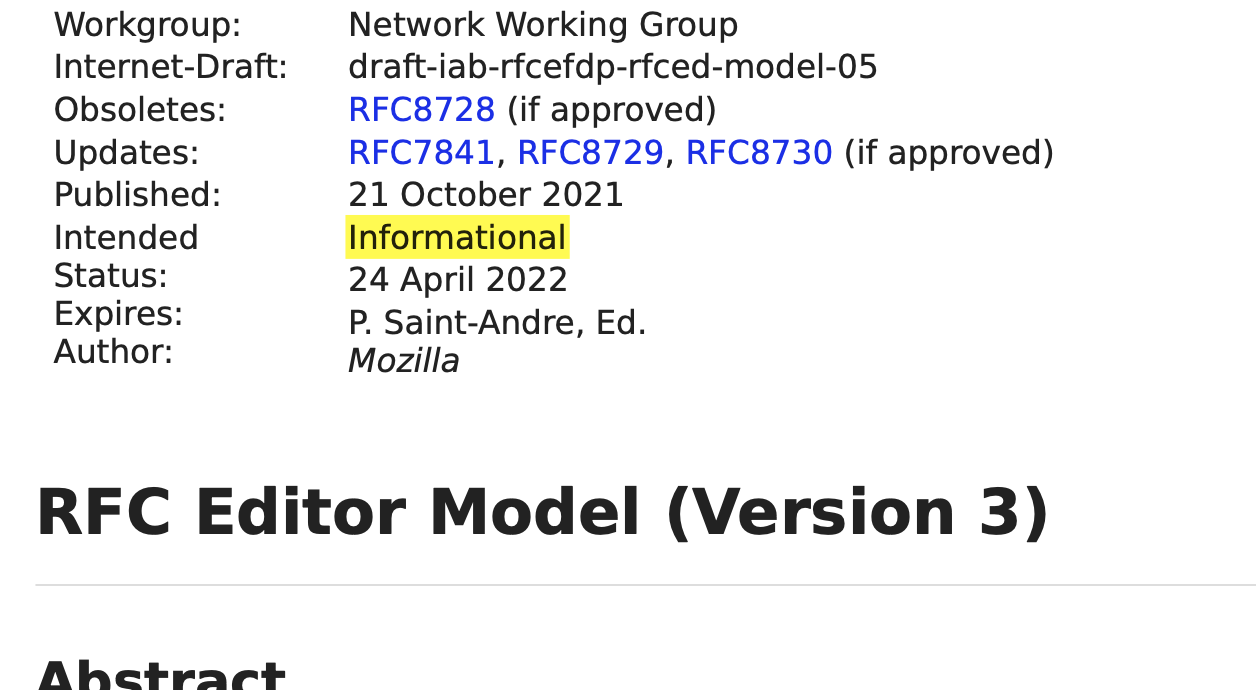 Workgroup: Network Working Group
Internet-Draft: draft-iab-rfcefdp-rfced-model-05
Obsoletes: RFC8728 (if approved)
Updates: RFC7841, RFC8729, RFC8730 (if approved)
Published: 21 October 2021
Intended Informational
Status: 24 April 2022
Expires: P. Saint-Andre, Ed.
Author: Mozilla
RFC Editor Model (Version 3)
Abstract